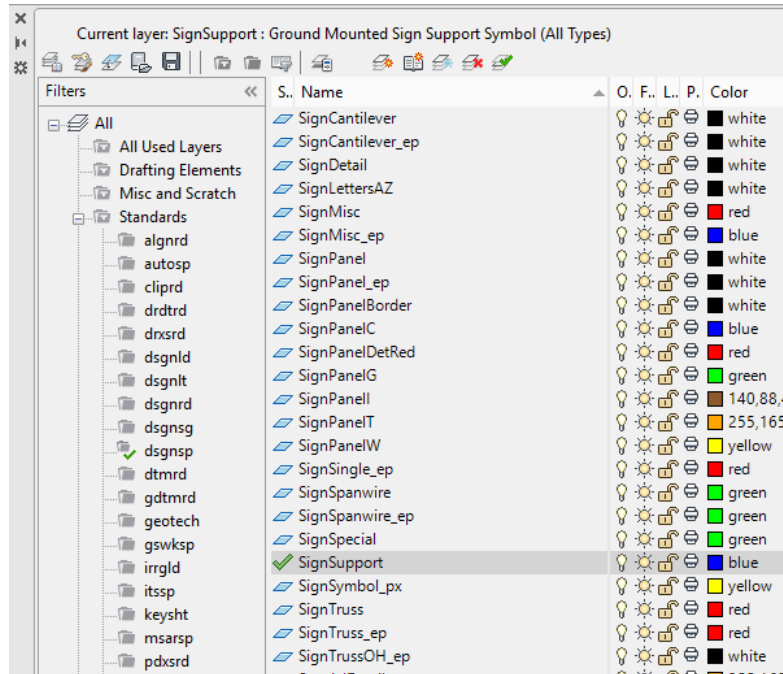 Current layer: SignSupport : Ground Mounted Sign Support Symbol (All Types)
Filters
All
All Used Layers
Drafting Elements
Misc and Scratch
Standards
algnrd
autosp
cliprd
drdtrd
drxsrd
dsgnld
dsgnlt
dsgnrd
dsgnsg
dsgnsp
dtmrd
gdtmrd
geotech
gswksp
irrgld
itssp
keysht
msarsp
pdxsrd
S.. Name O. F.. L.. P. Color
SignCantilever white
SignCantilever_ep white
SignDetail white
SignLettersAZ white
SignMisc red
SignMisc_ep blue
SignPanel white
SignPanel_ep white
SignPanelBorder white
SignPanelC blue
SignPanelDetRed red
SignPanelG green
SignPanelI 140,88,
SignPanelT 255,165
SignPanelW yellow
SignSingle_ep red
SignSpanwire green
SignSpanwire_ep green
SignSpecial green
SignSupport blue
SignSymbol_px yellow
SignTruss red
SignTruss_ep red
SignTrussOH_ep white